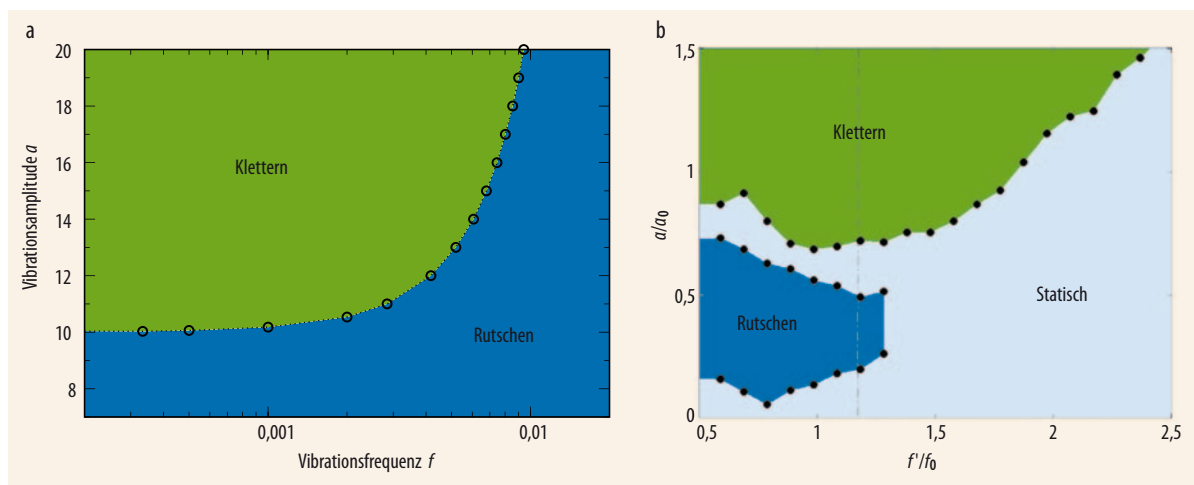 a
20
18
16
14
12
10
8
Vibrationsamplitude a
Klettern
Rutschen
0,001
0,01
Vibrationsfrequenz f
b
1,5
1
0,5
0
a/a0
Klettern
Rutschen
Statisch
0,5
1
1,5
2
2,5
f'/f0